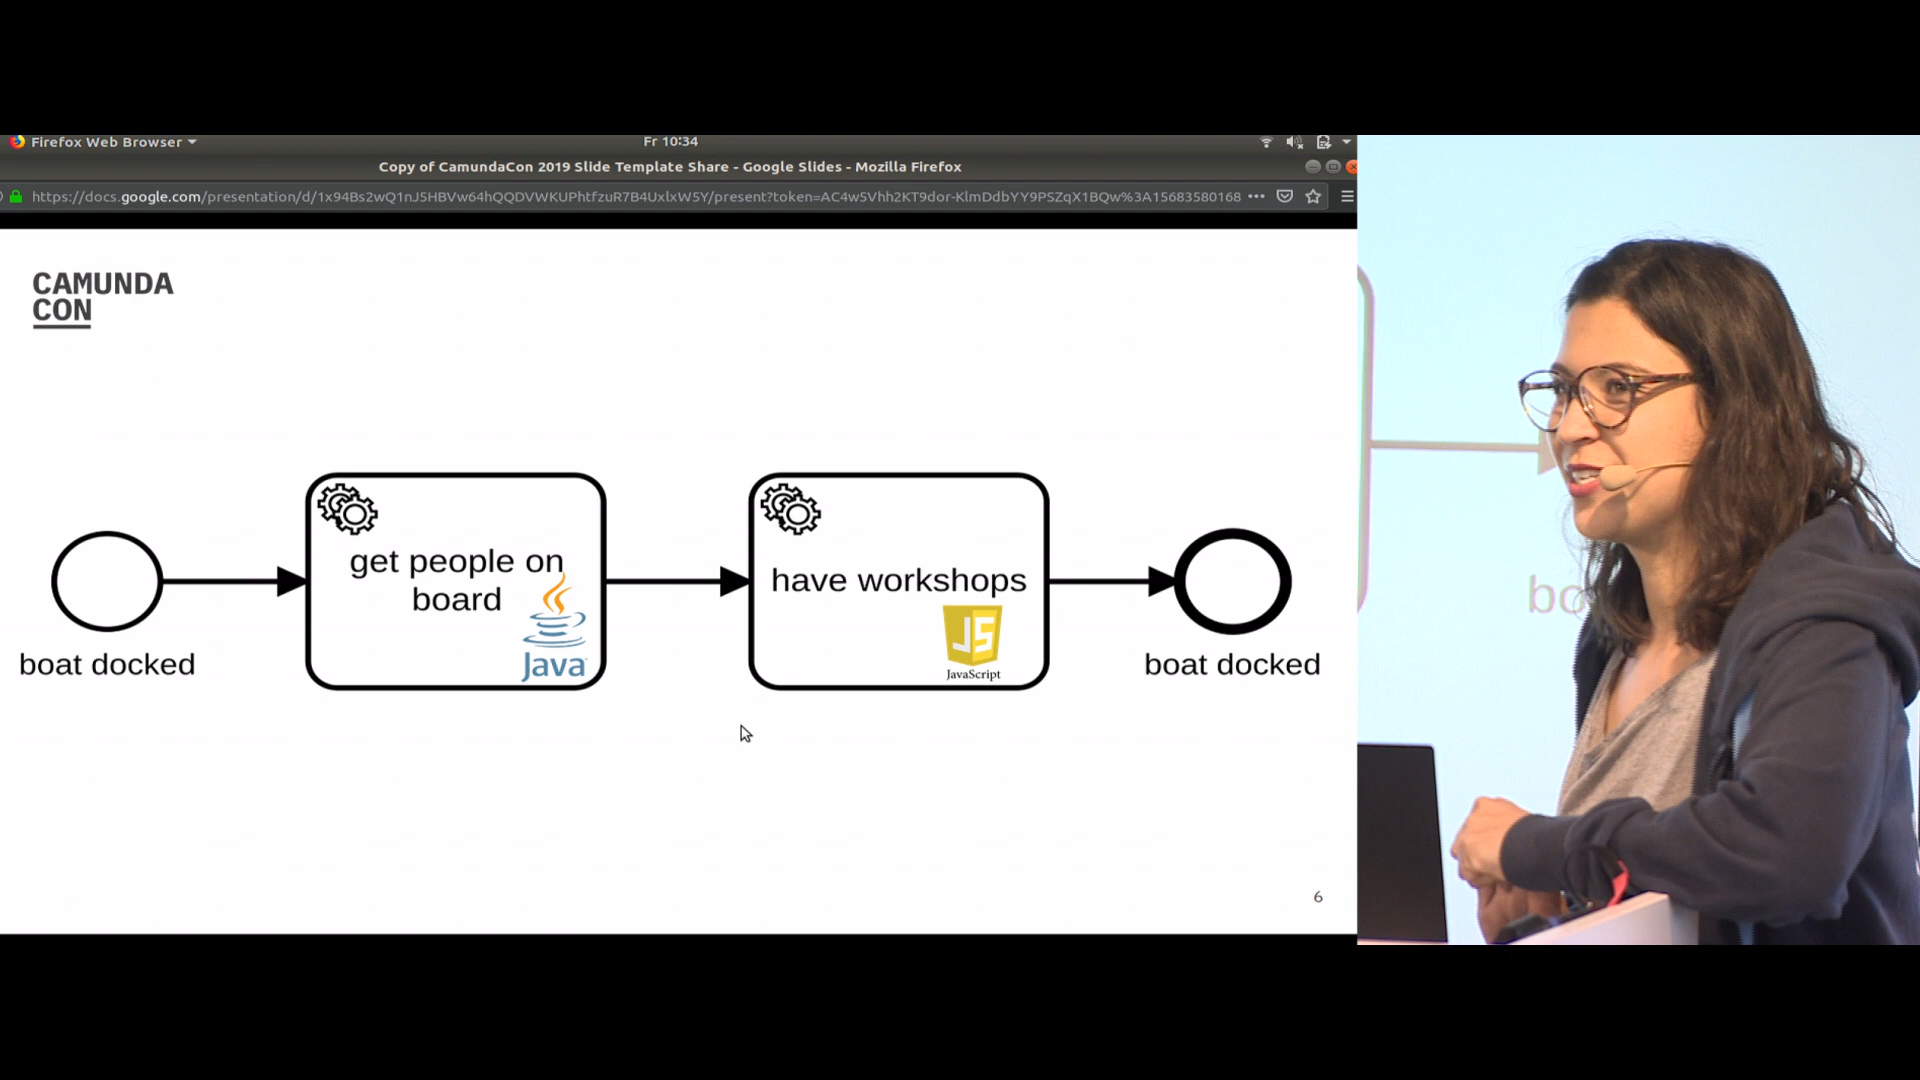 Firefox Web Browser
Fr 10:34
Copy of CamundaCon 2019 Slide Template Share - Google Slides - Mozilla Firefox
https://docs.google.com/presentation/d/1x94Bs2wQ1nJ5HBVw64hQQDVWKUPhtfzuR7B4UxlxW5Y/present?token=AC4w5Vhh2KT9dor-KlmDdbYY9PSZqX1BQw%3A15683580168
CAMUNDA
CON
get people on
board
Java
have workshops
JS
JavaScript
boat docked
boat docked
bo
6